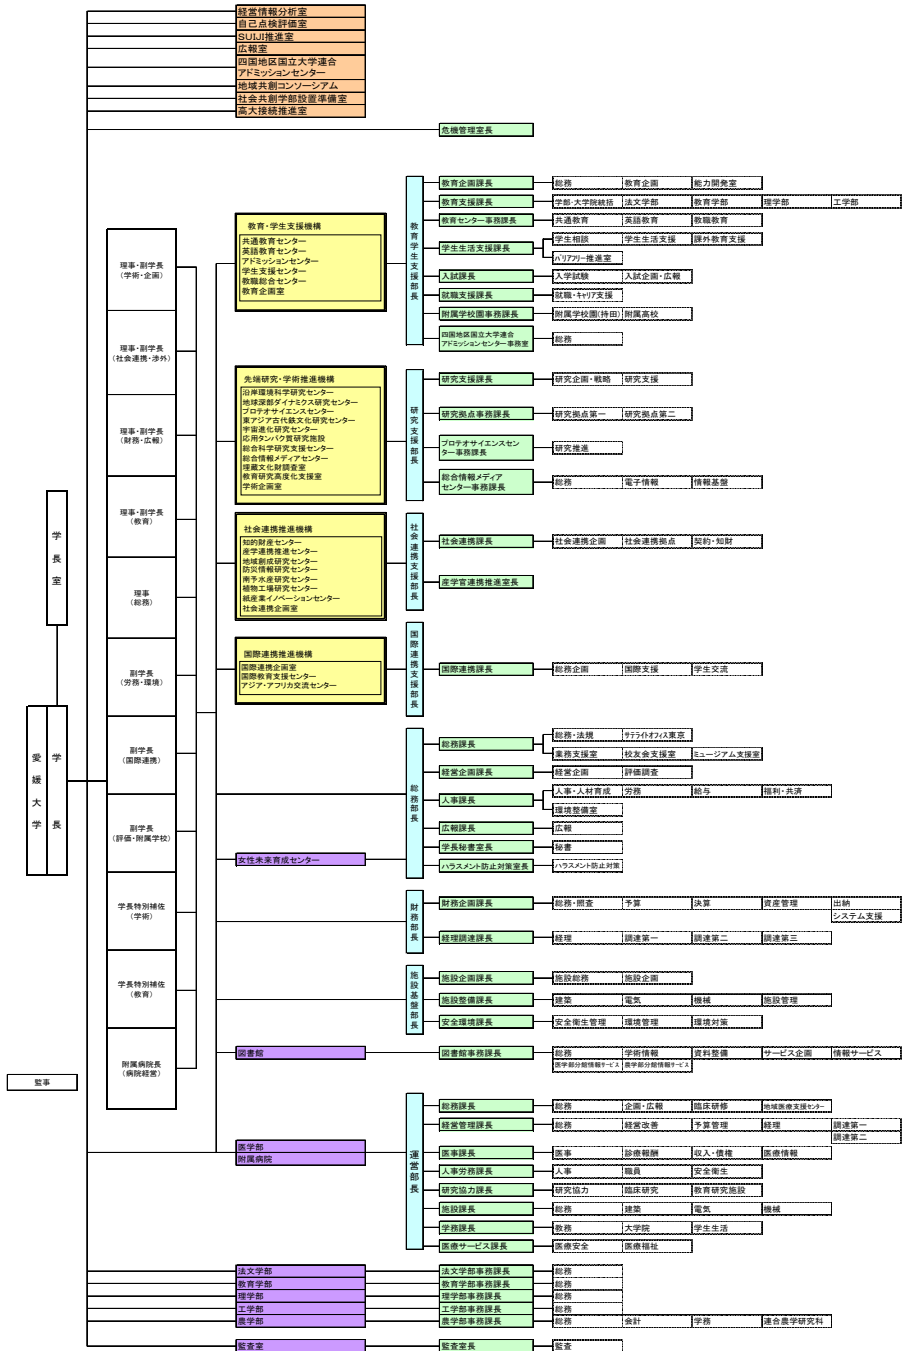 経営情報分析室
自己点検評価室
SUIJI推進室
広報室
四国地区国立大学連合
アドミッションセンター
地域共創コンソーシアム
社会共創学部設置準備室
高大接続推進室
危機管理室長
学長室
愛媛大学
学長
監事
理事・副学長
(学術・企画)
理事・副学長
(社会連携・渉外)
理事・副学長
(財務・広報)
理事・副学長
(教育)
理事
(総務)
副学長
(労務・環境)
副学長
(国際連携)
副学長
(評価・附属学校)
学長特別補佐
(学術)
学長特別補佐
(教育)
附属病院長
(病院経営)
教育・学生支援機構
共通教育センター
英語教育センター
アドミッションセンター
学生支援センター
教職総合センター
教育企画室
教育学生支援部長
教育企画課長
総務 教育企画 能力開発室
教育支援課長
学部・大学院統括 法文学部 教育学部 理学部 工学部
教育センター事務課長
共通教育 英語教育 教職教育
学生生活支援課長
学生相談 学生生活支援 課外教育支援
バリアフリー推進室
入試課長
入学試験 入試企画・広報
就職支援課長
就職・キャリア支援
附属学校園事務課長
附属学校園(持田) 附属高校
四国地区国立大学連合
アドミッションセンター事務室
総務
先端研究・学術推進機構
沿岸環境科学研究センター
地球深部ダイナミクス研究センター
プロテオサイエンスセンター
東アジア古代鉄文化研究センター
宇宙進化研究センター
応用タンパク質研究施設
総合科学研究支援センター
総合情報メディアセンター
埋蔵文化財調査室
教育研究高度化支援室
学術企画室
研究支援部長
研究支援課長
研究企画・戦略 研究支援
研究拠点事務課長
研究拠点第一 研究拠点第二
プロテオサイエンスセン
ター事務課長
研究推進
総合情報メディア
センター事務課長
総務 電子情報 情報基盤
社会連携推進機構
知的財産センター
産学連携推進センター
地域創成研究センター
防災情報研究センター
南予水産研究センター
植物工場研究センター
紙産業イノベーションセンター
社会連携企画室
社会連携支援部長
社会連携課長
社会連携企画 社会連携拠点 契約・知財
産学官連携推進室長
国際連携推進機構
国際連携企画室
国際教育支援センター
アジア・アフリカ交流センター
国際連携支援部長
国際連携課長
総務企画 国際支援 学生交流
女性未来育成センター
総務部長
総務課長
総務・法規 サテライトオフィス東京
業務支援室 校友会支援室 ミュージアム支援室
経営企画課長
経営企画 評価調査
人事課長
人事・人材育成 労務 給与 福利・共済
環境整備室
広報課長
広報
学長秘書室長
秘書
ハラスメント防止対策室長
ハラスメント防止対策
財務部長
財務企画課長
総務・照査 予算 決算 資産管理 出納
システム支援
経理調達課長
経理 調達第一 調達第二 調達第三
施設基盤部長
施設企画課長
施設総務 施設企画
施設整備課長
建築 電気 機械 施設管理
安全環境課長
安全衛生管理 環境管理 環境対策
図書館
図書館事務課長
総務 学術情報 資料整備 サービス企画 情報サービス
医学部分館情報サービス 農学部分館情報サービス
医学部
附属病院
運営部長
総務課長
総務 企画・広報 臨床研修 地域医療支援センター
経営管理課長
総務 経営改善 予算管理 経理 調達第一
調達第二
医事課長
医事 診療報酬 収入・債権 医療情報
人事労務課長
人事 職員 安全衛生
研究協力課長
研究協力 臨床研究 教育研究施設
施設課長
総務 建築 電気 機械
学務課長
教務 大学院 学生生活
医療サービス課長
医療安全 医療福祉
法文学部 法文学部事務課長 総務
教育学部 教育学部事務課長 総務
理学部 理学部事務課長 総務
工学部 工学部事務課長 総務
農学部 農学部事務課長 総務 会計 学務 連合農学研究科
監査室 監査室長 監査